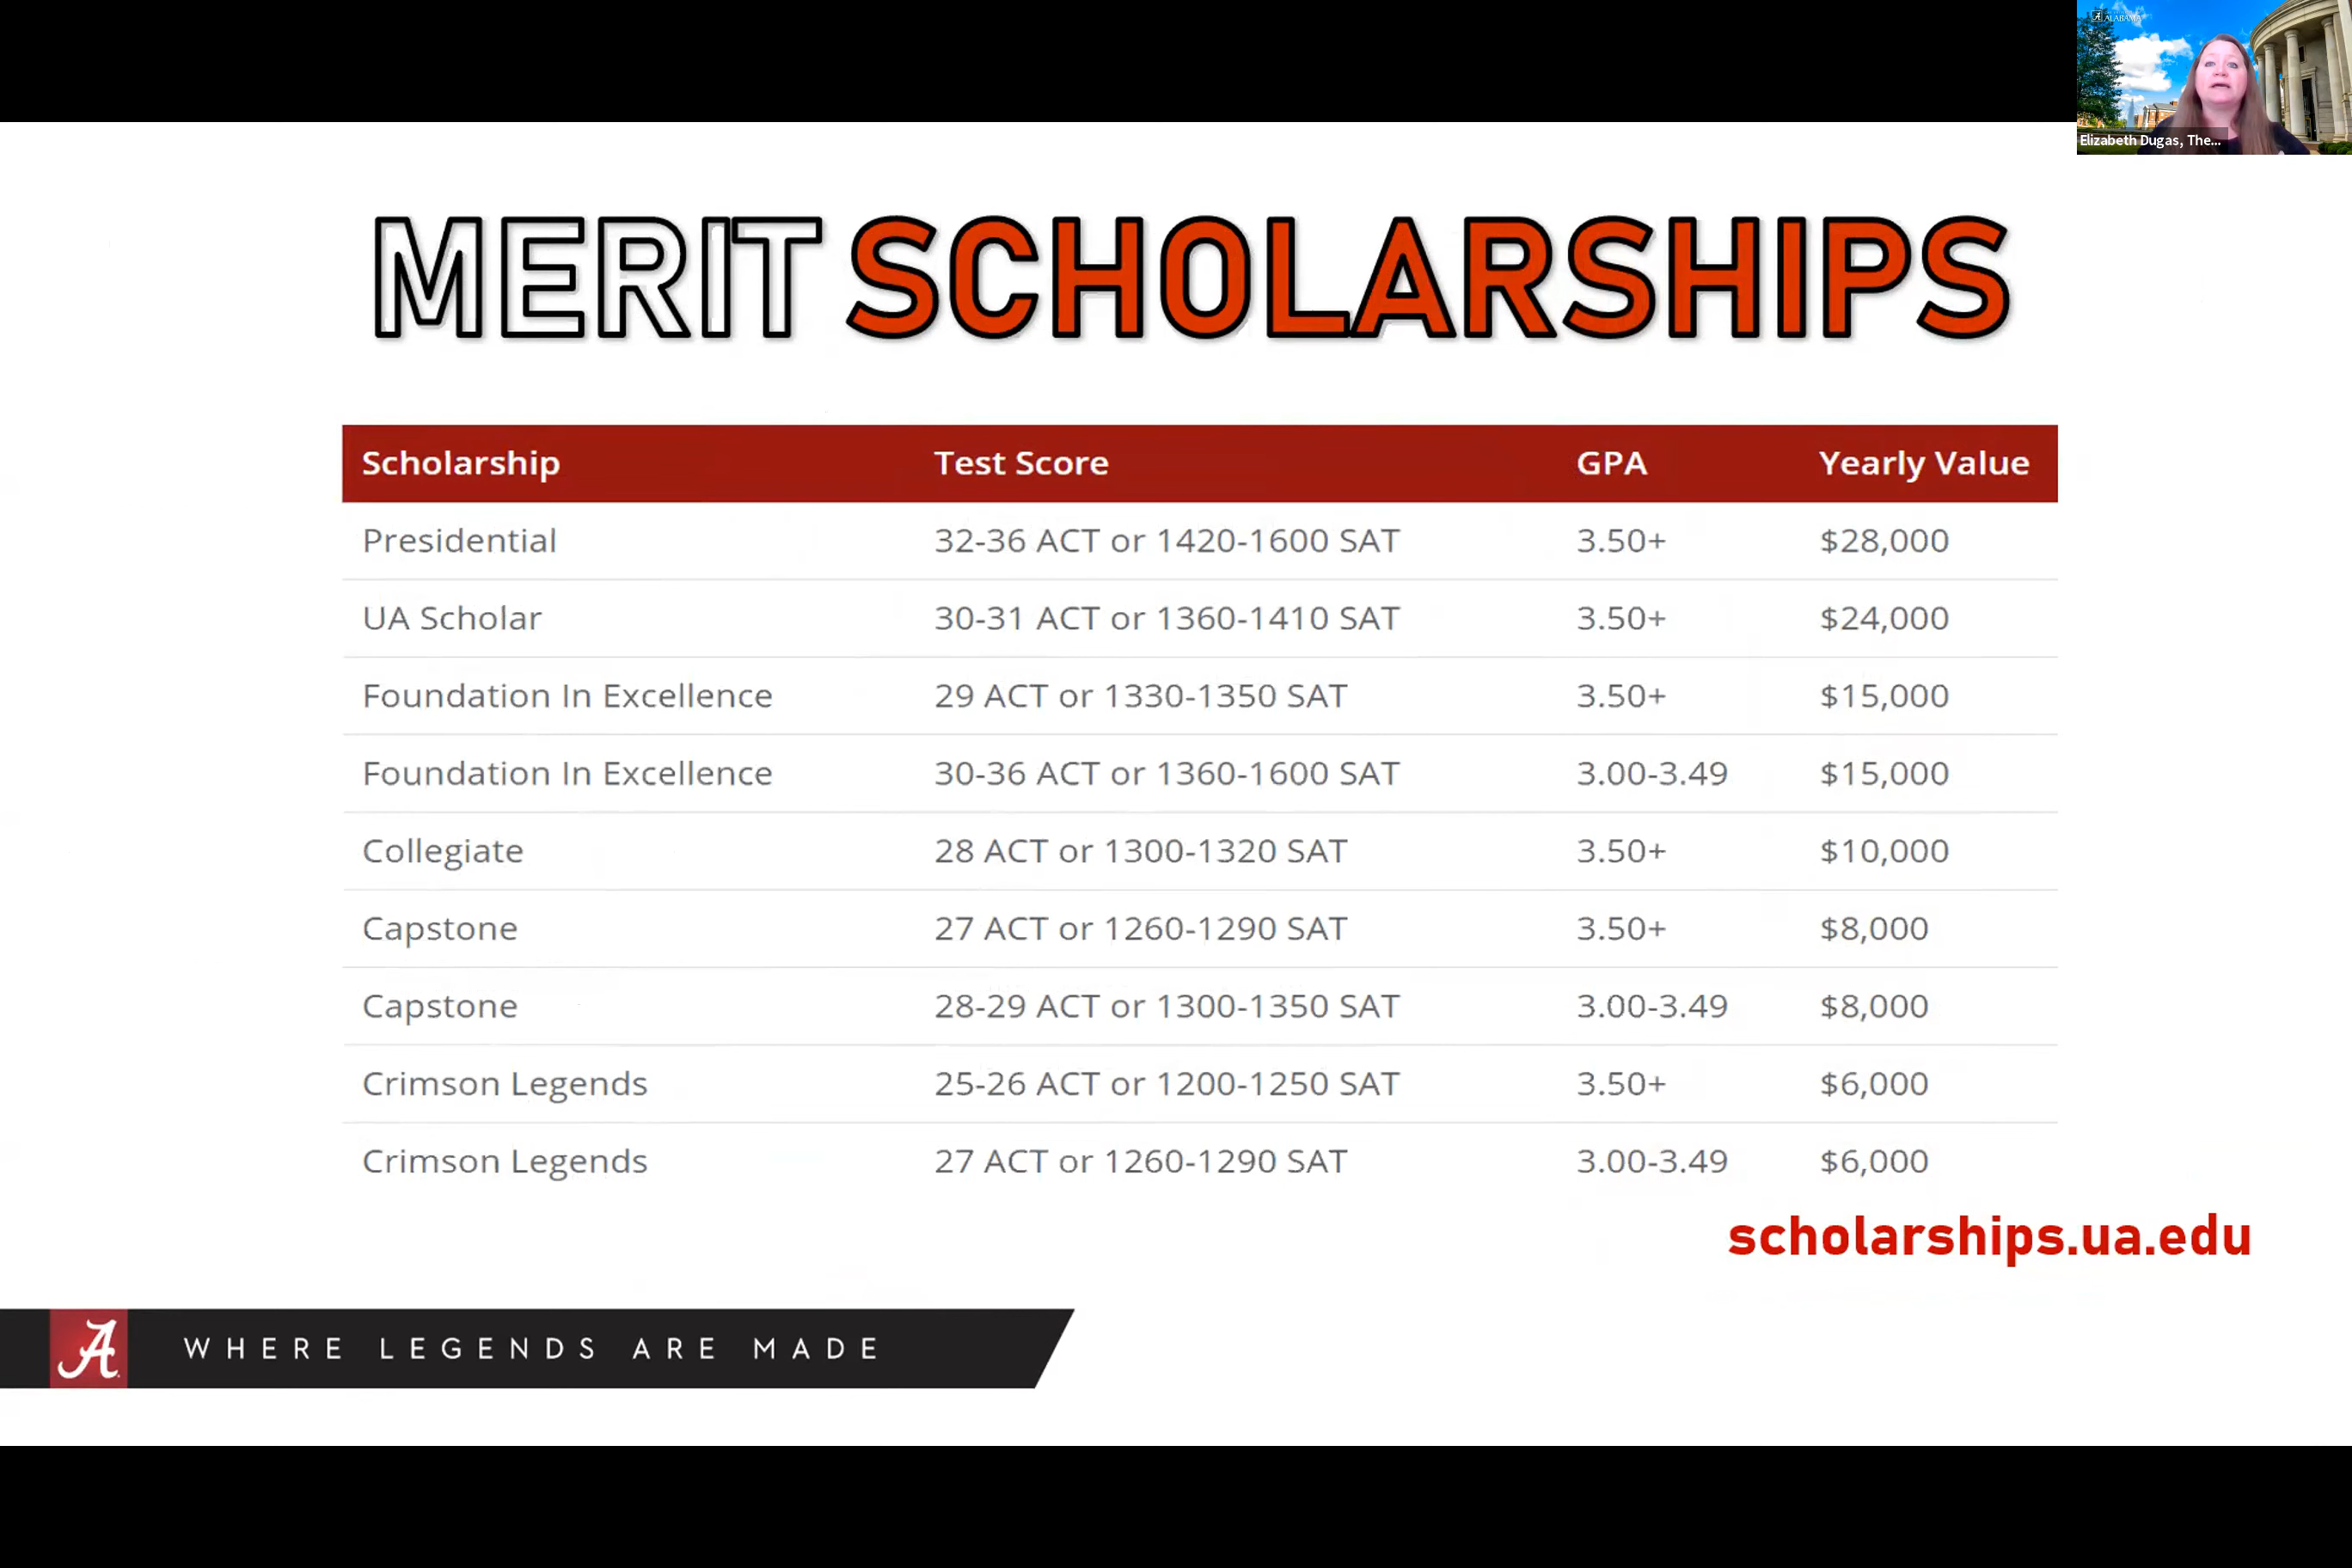 ALABAMA
Elizabeth Dugas, The...
MERIT SCHOLARSHIPS
Scholarship Test Score GPA Yearly Value
Presidential 32-36 ACT or 1420-1600 SAT 3.50+ $28,000
UA Scholar 30-31 ACT or 1360-1410 SAT 3.50+ $24,000
Foundation In Excellence 29 ACT or 1330-1350 SAT 3.50+ $15,000
Foundation In Excellence 30-36 ACT or 1360-1600 SAT 3.00-3.49 $15,000
Collegiate 28 ACT or 1300-1320 SAT 3.50+ $10,000
Capstone 27 ACT or 1260-1290 SAT 3.50+ $8,000
Capstone 28-29 ACT or 1300-1350 SAT 3.00-3.49 $8,000
Crimson Legends 25-26 ACT or 1200-1250 SAT 3.50+ $6,000
Crimson Legends 27 ACT or 1260-1290 SAT 3.00-3.49 $6,000
scholarships.ua.edu
A WHERE LEGENDS ARE MADE